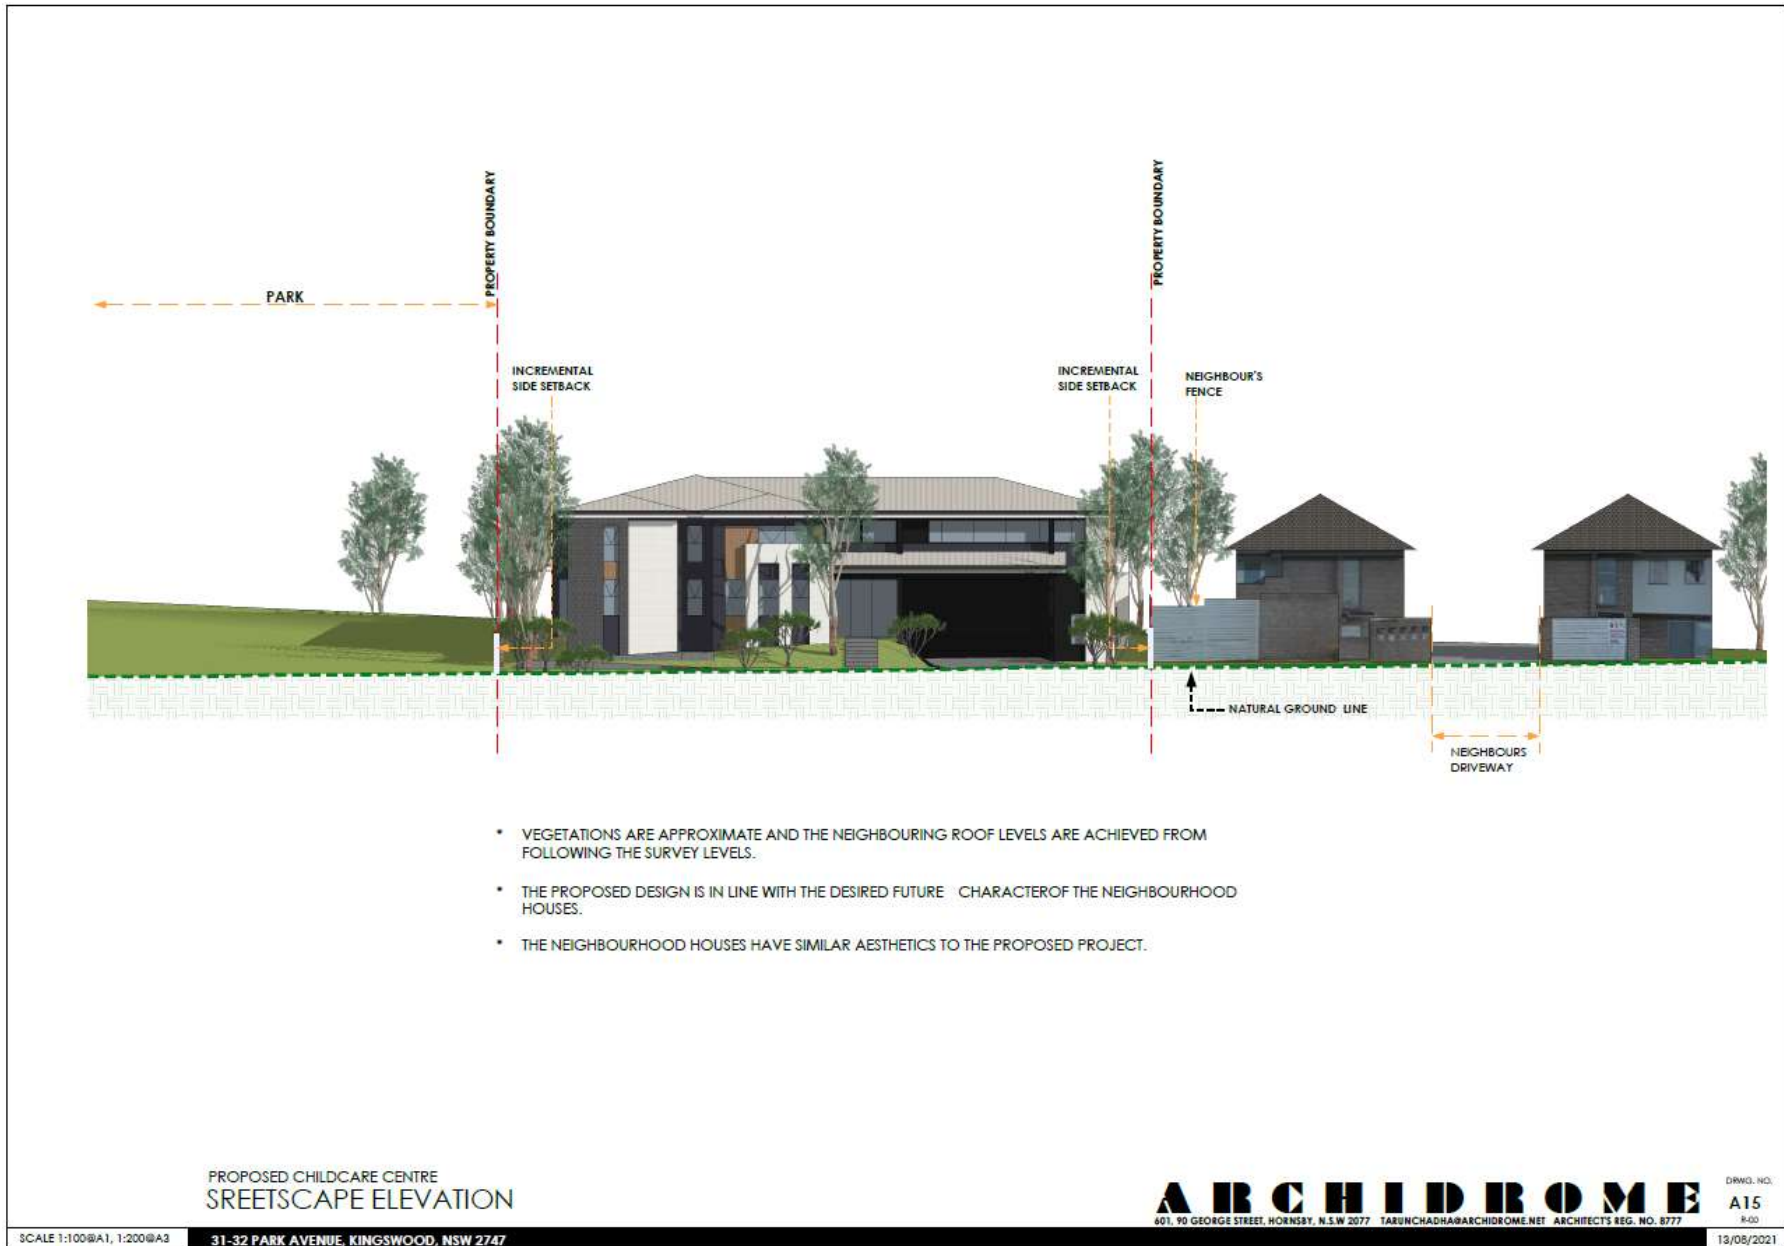 PROPERTY BOUNDARY
PROPERTY BOUNDARY
PARK
INCREMENTAL
SIDE SETBACK
INCREMENTAL
SIDE SETBACK
NEIGHBOUR'S
FENCE
NATURAL GROUND LINE
NEIGHBOURS
DRIVEWAY
* VEGETATIONS ARE APPROXIMATE AND THE NEIGHBOURING ROOF LEVELS ARE ACHIEVED FROM
FOLLOWING THE SURVEY LEVELS.
* THE PROPOSED DESIGN IS IN LINE WITH THE DESIRED FUTURE CHARACTEROF THE NEIGHBOURHOOD
HOUSES.
* THE NEIGHBOURHOOD HOUSES HAVE SIMILAR AESTHETICS TO THE PROPOSED PROJECT.
PROPOSED CHILDCARE CENTRE
SREETSCAPE ELEVATION
ARCHIDROME
601, 90 GEORGE STREET, HORNSBY, N.S.W 2077 TARUNCHADHA@ARCHIDROME.NET ARCHITECT'S REG. NO. 8777
DRWG. NO.
A15
R-00
SCALE 1:100@A1, 1:200@A3
31-32 PARK AVENUE, KINGSWOOD, NSW 2747
13/08/2021